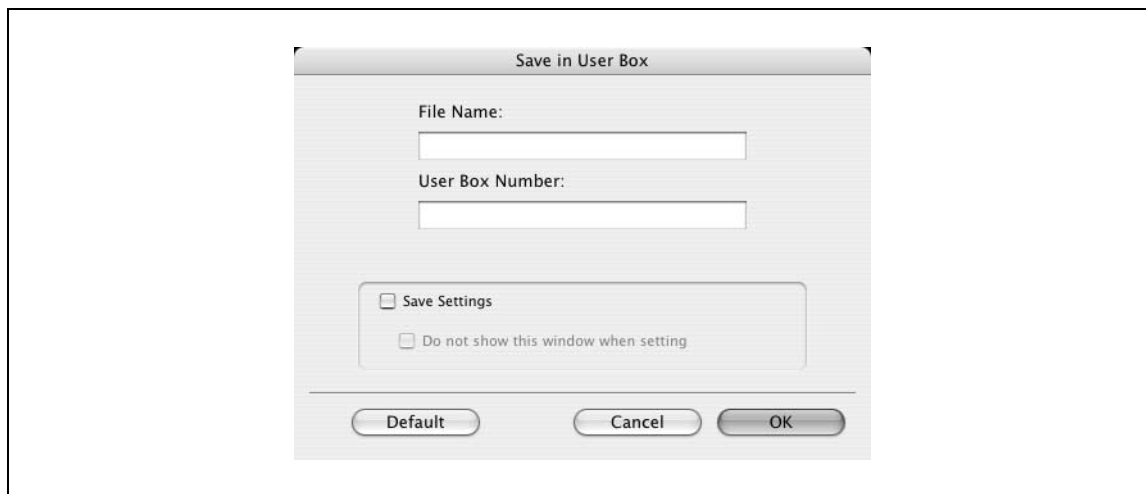 Save in User Box
File Name:
User Box Number:
Save Settings
Do not show this window when setting
Default
Cancel
OK